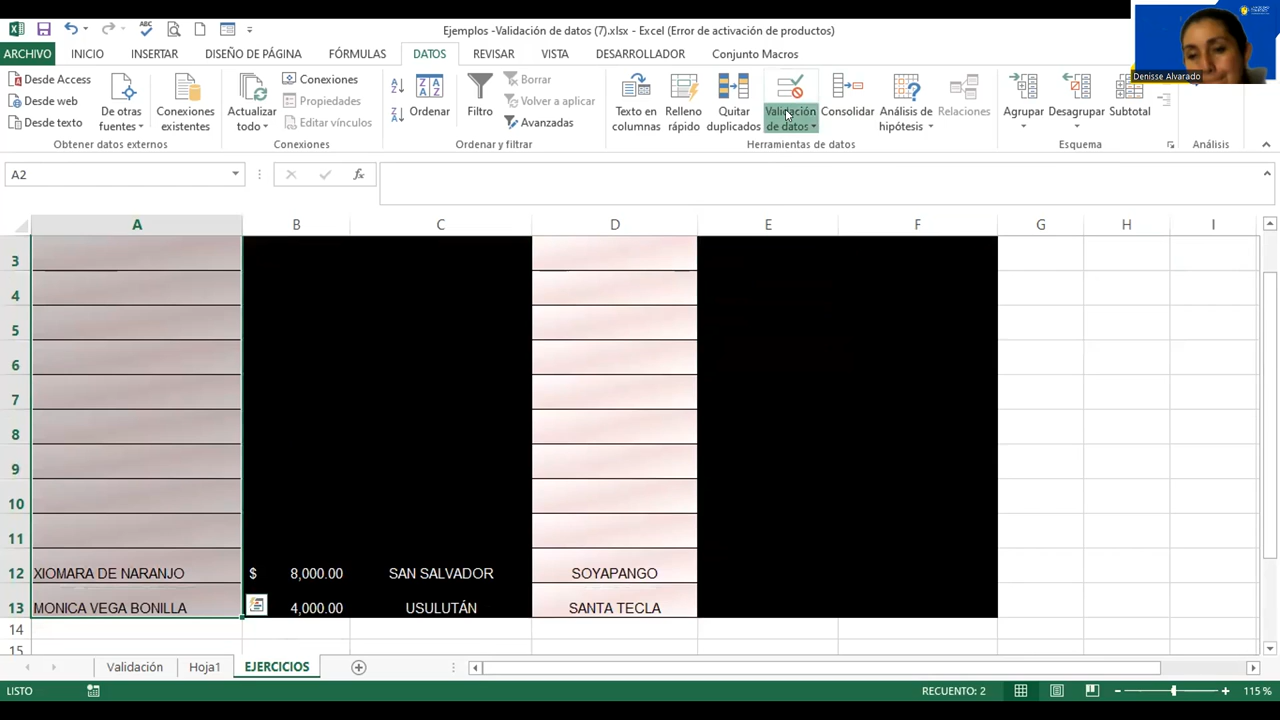 Ejemplos -Validación de datos (7).xlsx - Excel (Error de activación de productos)
Denisse Alvarado
ARCHIVO INICIO INSERTAR DISEÑO DE PÁGINA FÓRMULAS DATOS REVISAR VISTA DESARROLLADOR Conjunto Macros
Desde Access
Desde web
Desde texto
De otras
fuentes
Conexiones
existentes
Obtener datos externos
Actualizar
todo
Conexiones
Propiedades
Editar vínculos
Conexiones
Ordenar
Filtro
Borrar
Volver a aplicar
Avanzadas
Ordenar y filtrar
Texto en
columnas
Relleno
rápido
Quitar
duplicados
Validación
de datos
Consolidar
Análisis de
hipótesis
Relaciones
Herramientas de datos
Agrupar
Desagrupar
Subtotal
Esquema
Análisis
A2
A B C D E F G H I
3
4
5
6
7
8
9
10
11
12 XIOMARA DE NARANJO $ 8,000.00 SAN SALVADOR SOYAPANGO
13 MONICA VEGA BONILLA 4,000.00 USULUTÁN SANTA TECLA
14
15
Validación Hoja1 EJERCICIOS
LISTO RECUENTO: 2 115 %